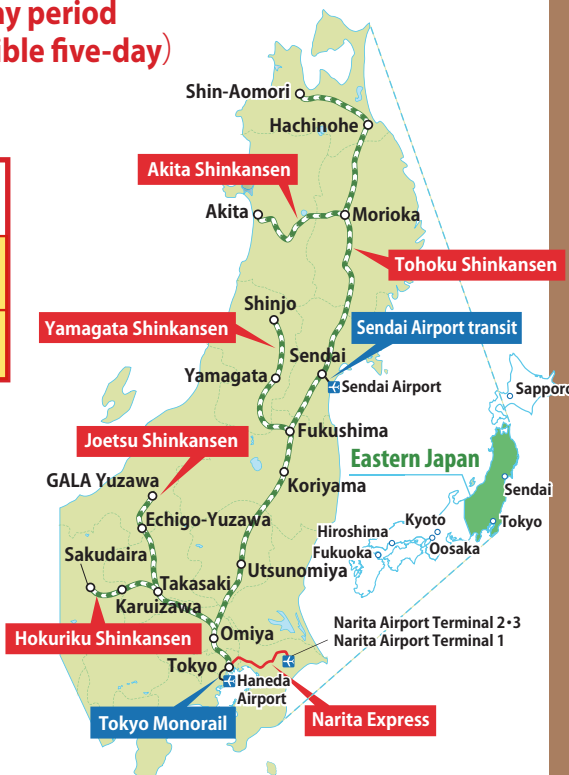 ay period
ible five-day）
Shin-Aomori
Hachinohe
Akita Shinkansen
Akita
Morioka
Tohoku Shinkansen
Shinjo
Yamagata Shinkansen
Sendai Airport transit
Sendai
Yamagata
Sendai Airport
Sapporo
Joetsu Shinkansen
Fukushima
GALA Yuzawa
Koriyama
Eastern Japan
Sendai
Echigo-Yuzawa
Kyoto
Tokyo
Hiroshima
Fukuoka
Oosaka
Sakudaira
Utsunomiya
Takasaki
Karuizawa
Hokuriku Shinkansen
Omiya
Narita Airport Terminal 2・3
Narita Airport Terminal 1
Tokyo
Haneda
Airport
Tokyo Monorail
Narita Express